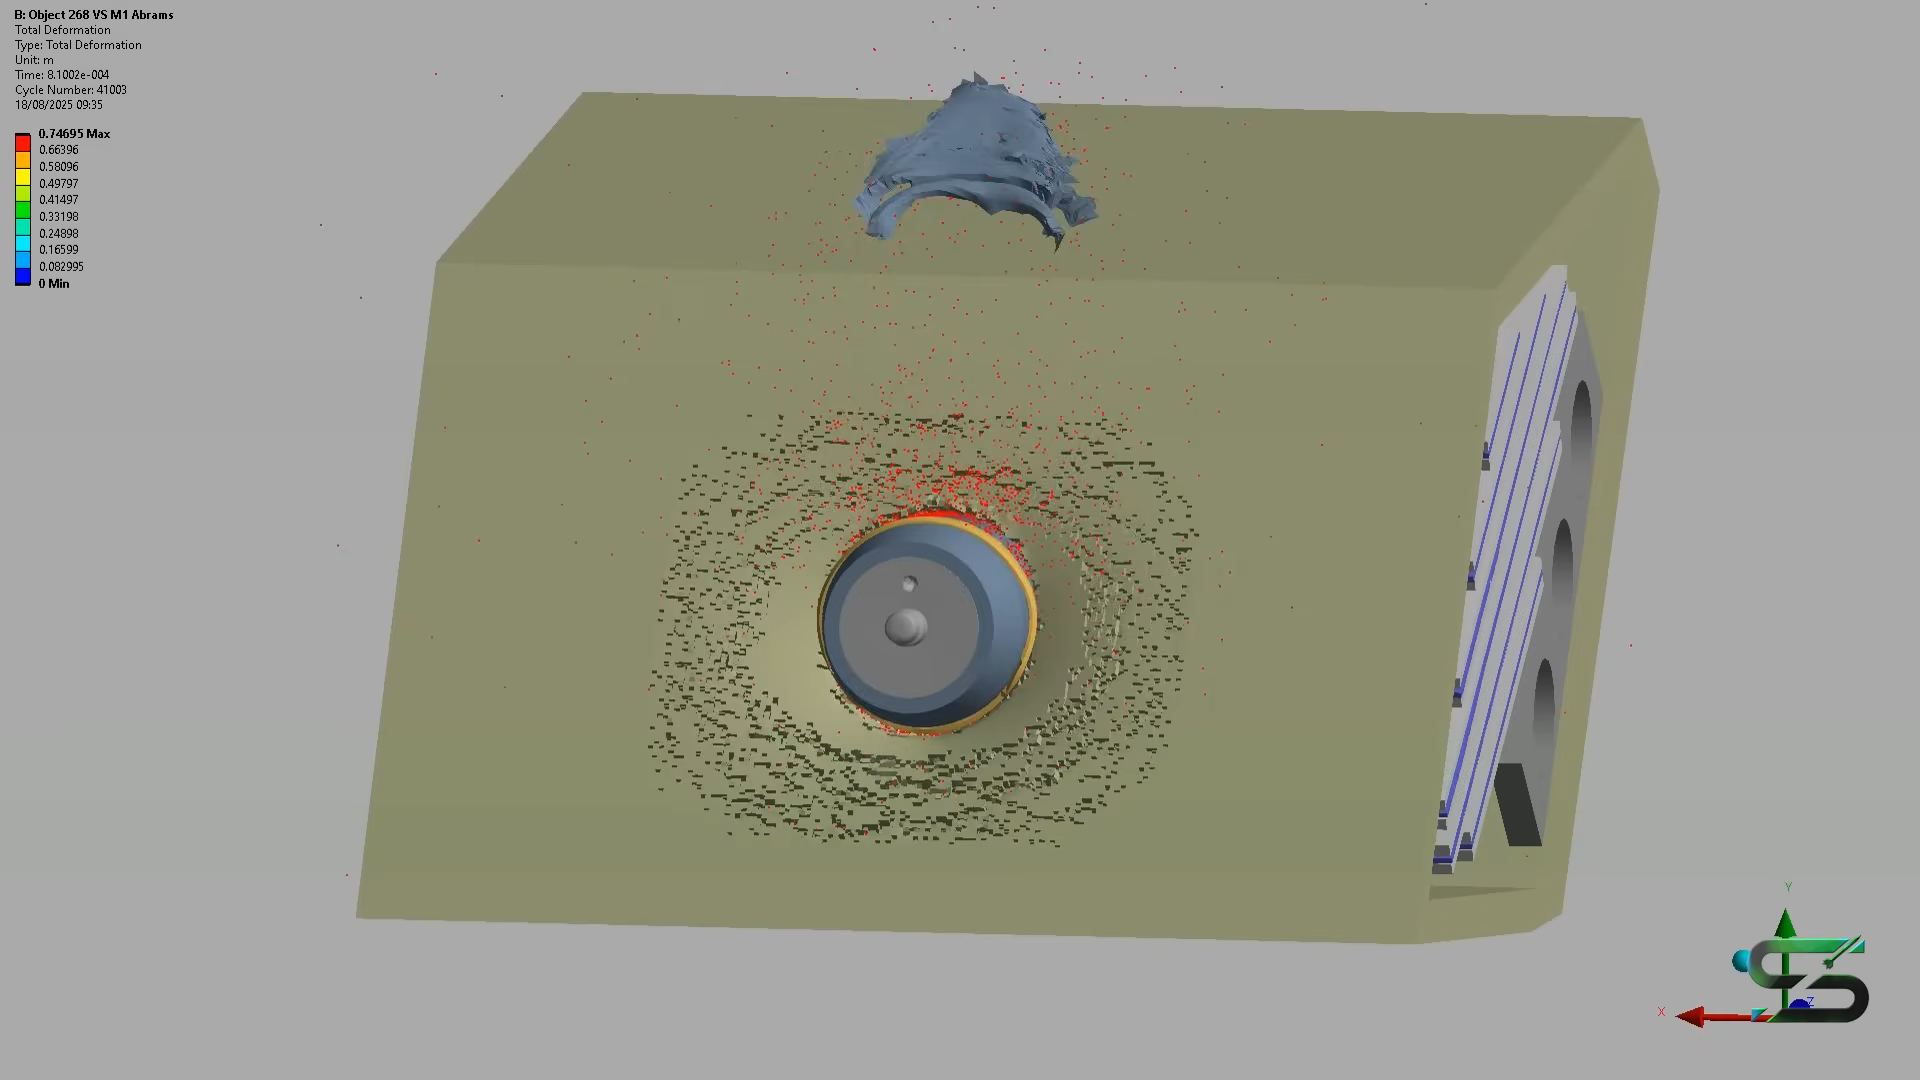 B: Object 268 VS M1 Abrams
Total Deformation
Type: Total Deformation
Unit: m
Time: 8.1002e-004
Cycle Number: 41003
18/08/2025 09:35
0.74695 Max
0.66396
0.58096
0.49797
0.41497
0.33198
0.24898
0.16599
0.082995
0 Min
Y
Z
X